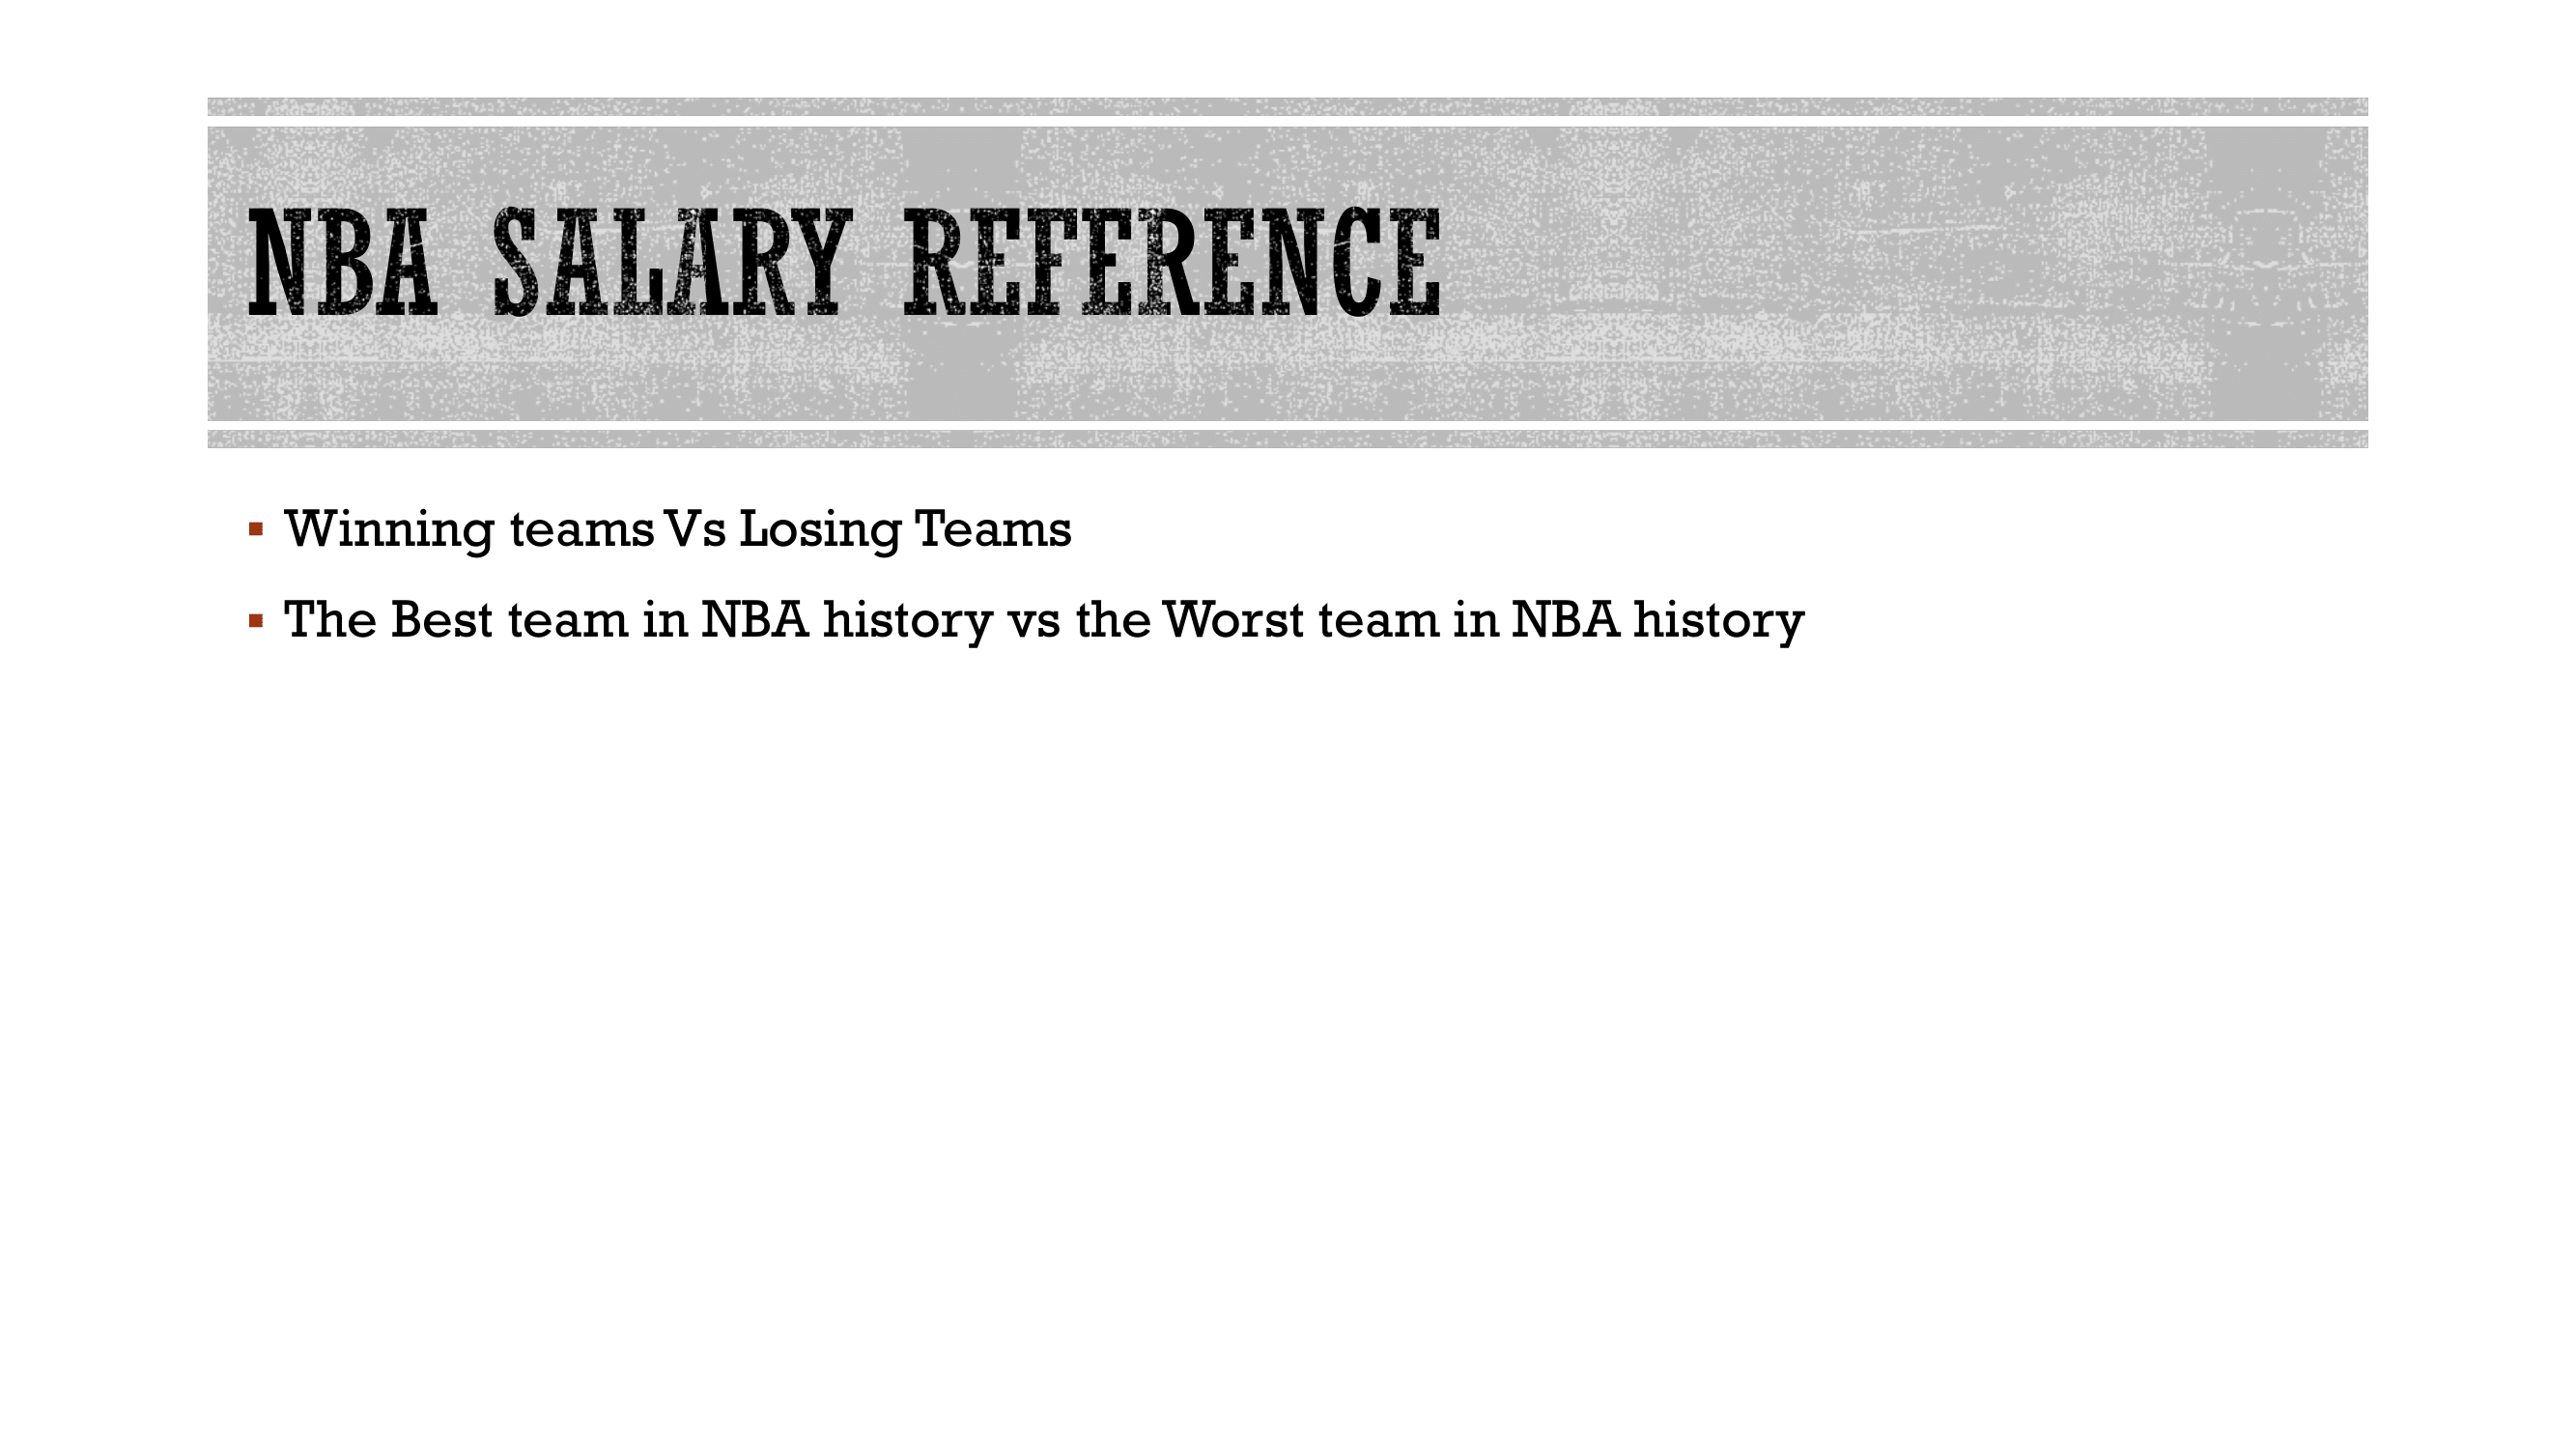 NBA SALARY REFERENCE
▪ Winning teams Vs Losing Teams
▪ The Best team in NBA history vs the Worst team in NBA history